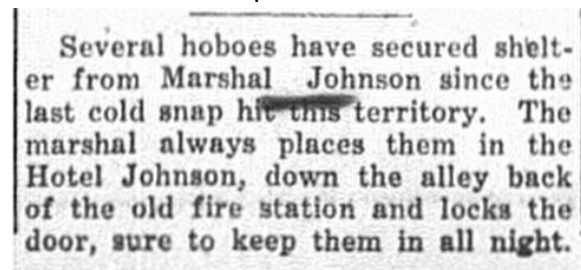 Several hoboes have secured shelt-
er from Marshal Johnson since the
last cold snap hit this territory. The
marshal always places them in the
Hotel Johnson, down the alley back
of the old fire station and locks the
door, sure to keep them in all night.